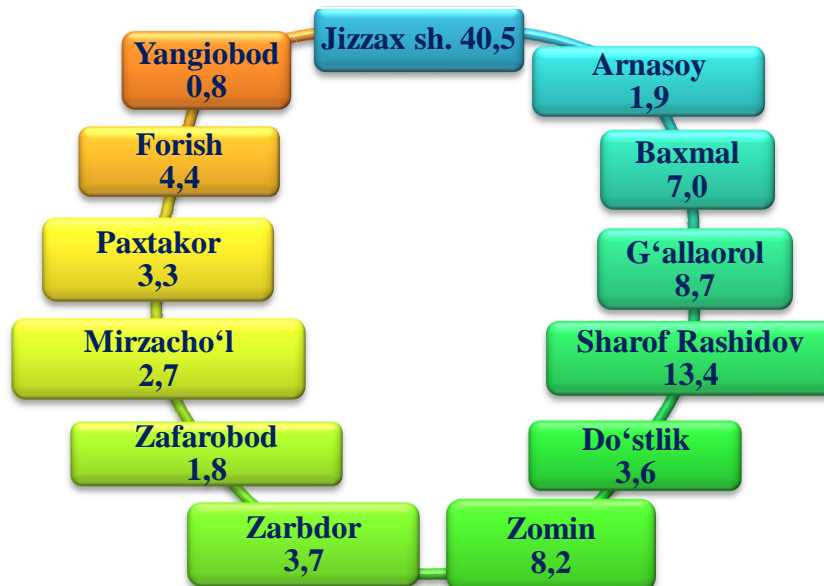 Jizzax sh. 40,5
Arnasoy
1,9
Baxmal
7,0
G‘allaorol
8,7
Sharof Rashidov
13,4
Do‘stlik
3,6
Zomin
8,2
Zarbdor
3,7
Zafarobod
1,8
Mirzacho‘l
2,7
Paxtakor
3,3
Forish
4,4
Yangiobod
0,8